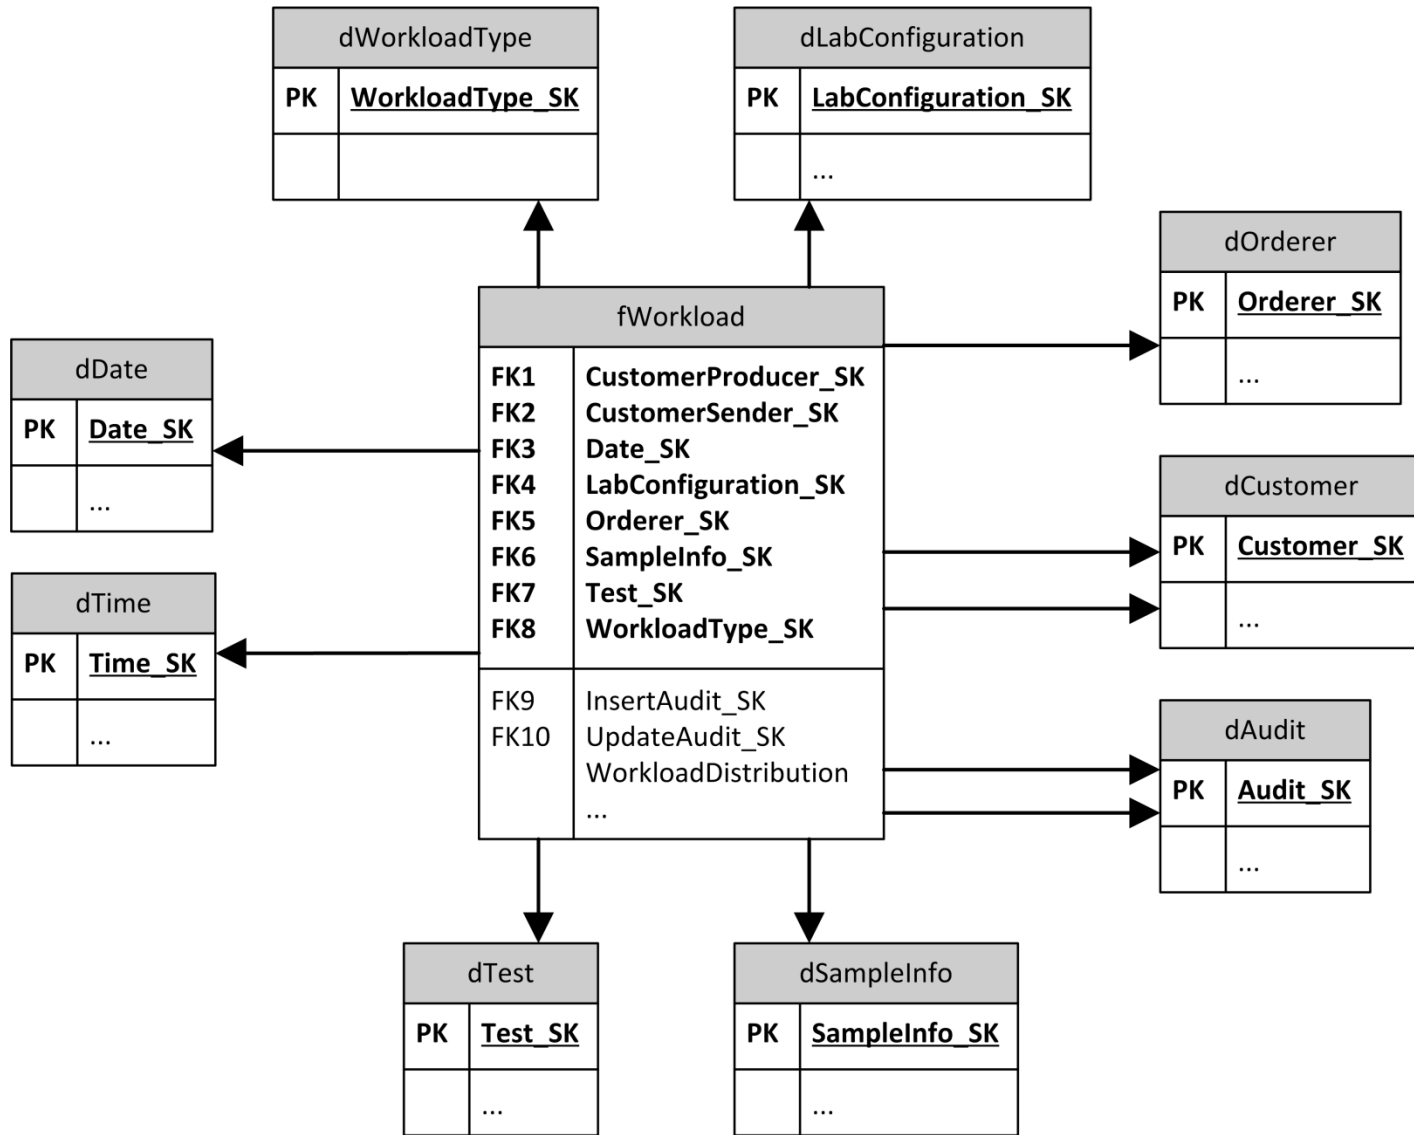 dWorkloadType
PK WorkloadType_SK
dLabConfiguration
PK LabConfiguration_SK
...
dOrderer
PK Orderer_SK
...
fWorkload
FK1 CustomerProducer_SK
FK2 CustomerSender_SK
FK3 Date_SK
FK4 LabConfiguration_SK
FK5 Orderer_SK
FK6 SampleInfo_SK
FK7 Test_SK
FK8 WorkloadType_SK
FK9 InsertAudit_SK
FK10 UpdateAudit_SK
WorkloadDistribution
...
dDate
PK Date_SK
...
dCustomer
PK Customer_SK
...
dTime
PK Time_SK
...
dAudit
PK Audit_SK
...
dTest
PK Test_SK
...
dSampleInfo
PK SampleInfo_SK
...